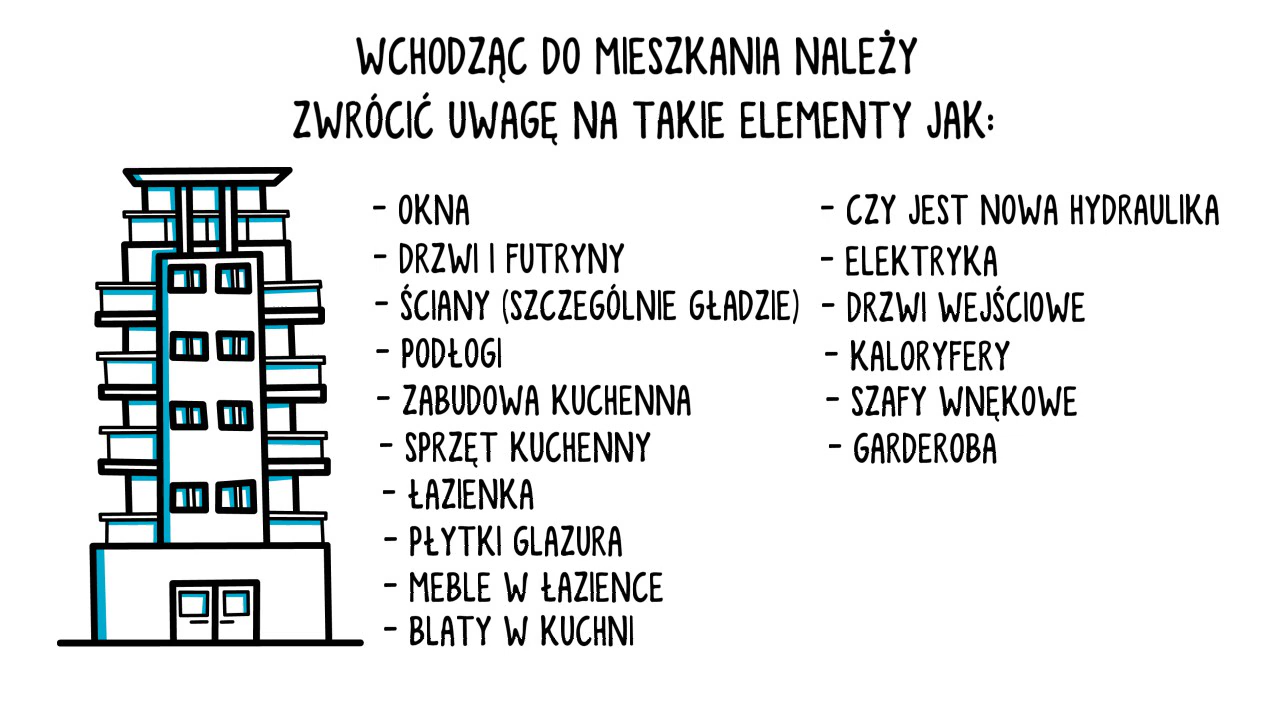 WCHODZĄC DO MIESZKANIA NALEŻY
ZWRÓCIĆ UWAGĘ NA TAKIE ELEMENTY JAK:
- OKNA
- DRZWI I FUTRYNY
- ŚCIANY (SZCZEGÓLNIE GŁADZIE)
- PODŁOGI
- ZABUDOWA KUCHENNA
- SPRZĘT KUCHENNY
- ŁAZIENKA
- PŁYTKI GLAZURA
- MEBLE W ŁAZIENCE
- BLATY W KUCHNI
- CZY JEST NOWA HYDRAULIKA
- ELEKTRYKA
- DRZWI WEJŚCIOWE
- KALORYFERY
- SZAFY WNĘKOWE
- GARDEROBA